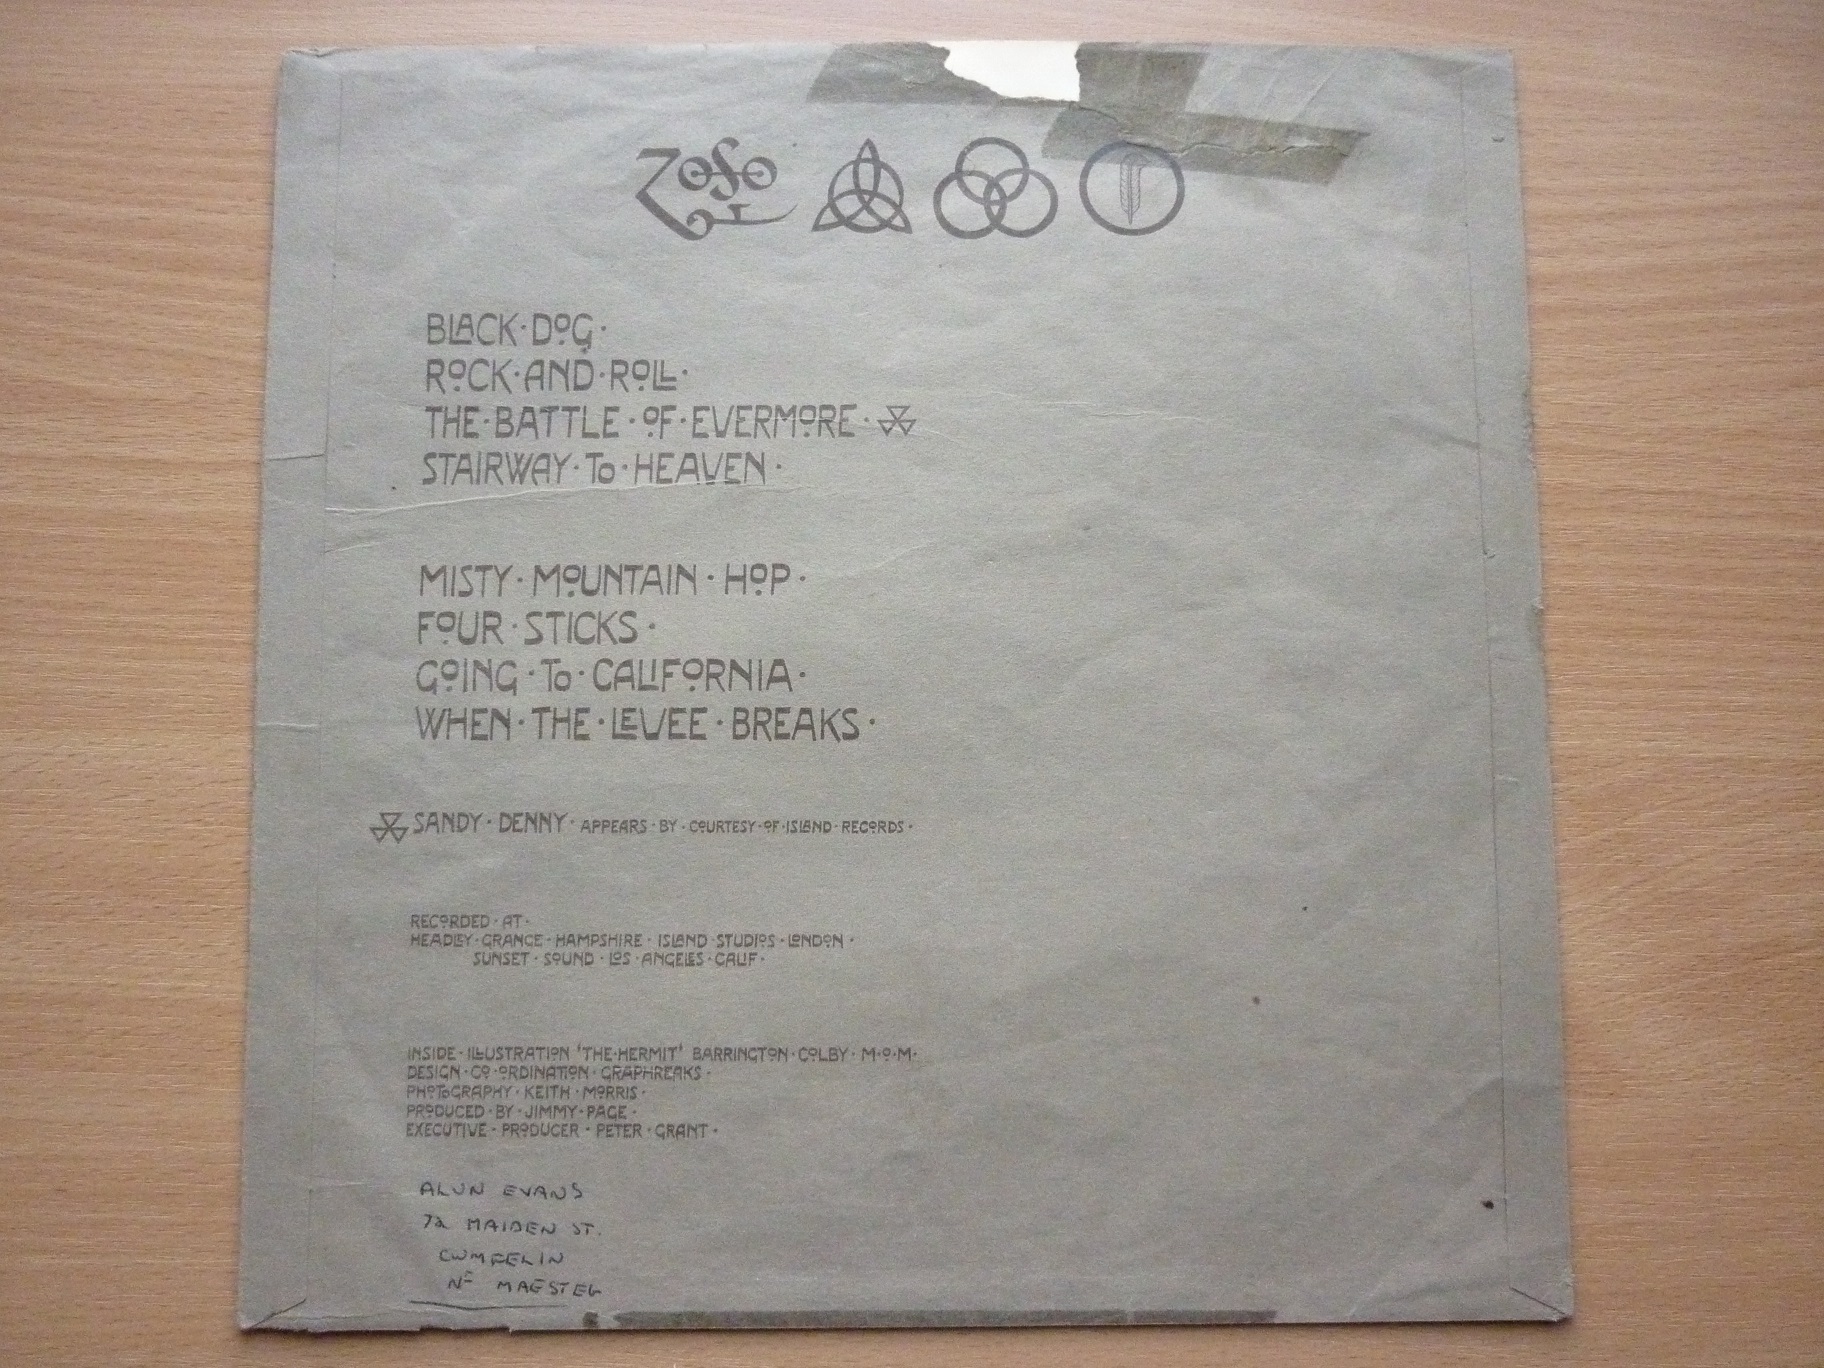 ZOSO
BLACK·DOG·
ROCK·AND·ROLL·
THE·BATTLE·OF·EVERMORE·
STAIRWAY·To·HEAVEN·
MISTY·MOUNTAIN·HOP·
FOUR·STICKS·
GOING·To·CALIFORNIA·
WHEN·THE·LEVEE·BREAKS·
SANDY·DENNY·APPEARS·BY·COURTESY·OF·ISLAND·RECORDS·
RECORDED·AT·
HEADLEY·GRANGE·HAMPSHIRE·ISLAND·STUDIOS·LONDON·
SUNSET·SOUND·LOS·ANGELES·CALIF·
INSIDE·ILLUSTRATION 'THE·HERMIT' BARRINGTON·COLBY·M·O·M·
DESIGN·CO·ORDINATION·GRAPHREAKS·
PHOTOGRAPHY·KEITH·MORRIS·
PRODUCED·BY·JIMMY·PAGE·
EXECUTIVE·PRODUCER·PETER·GRANT·
ALUN EVANS
72 MAIDEN ST.
CWMFELIN
Nr MAESTEG